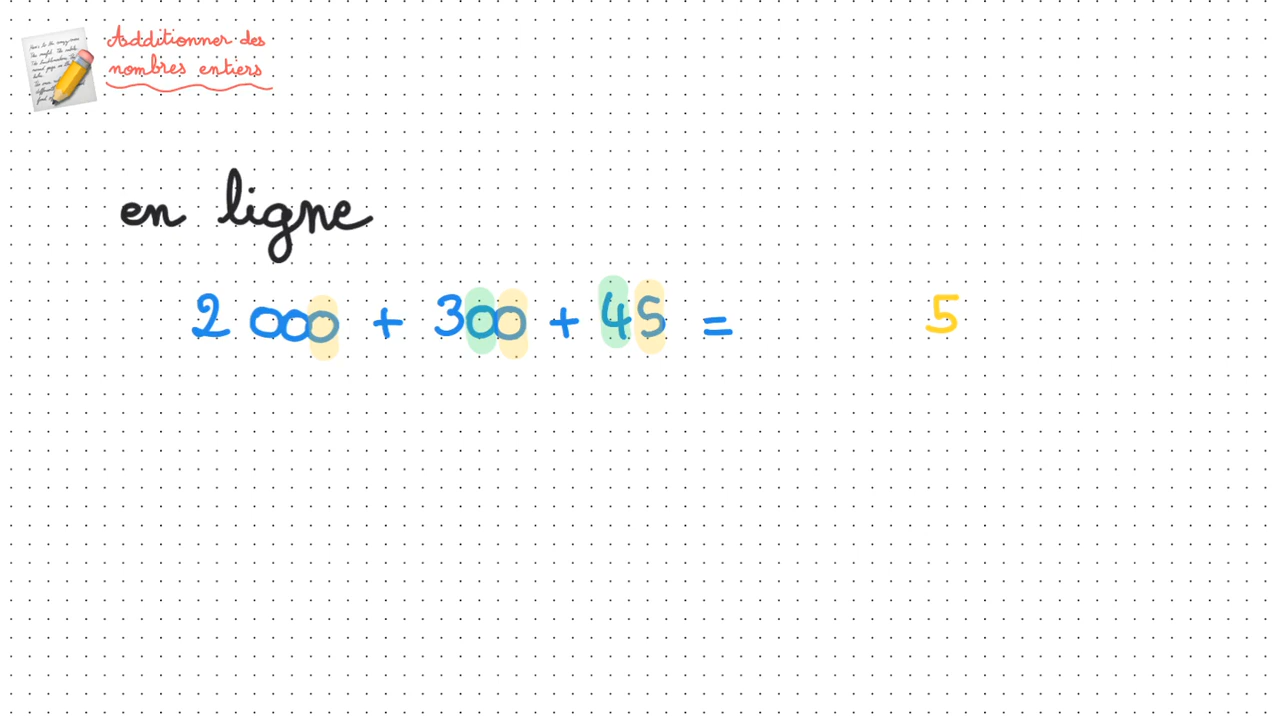 Additionner des
nombres entiers
en ligne
2 000 + 300 + 45 = 5